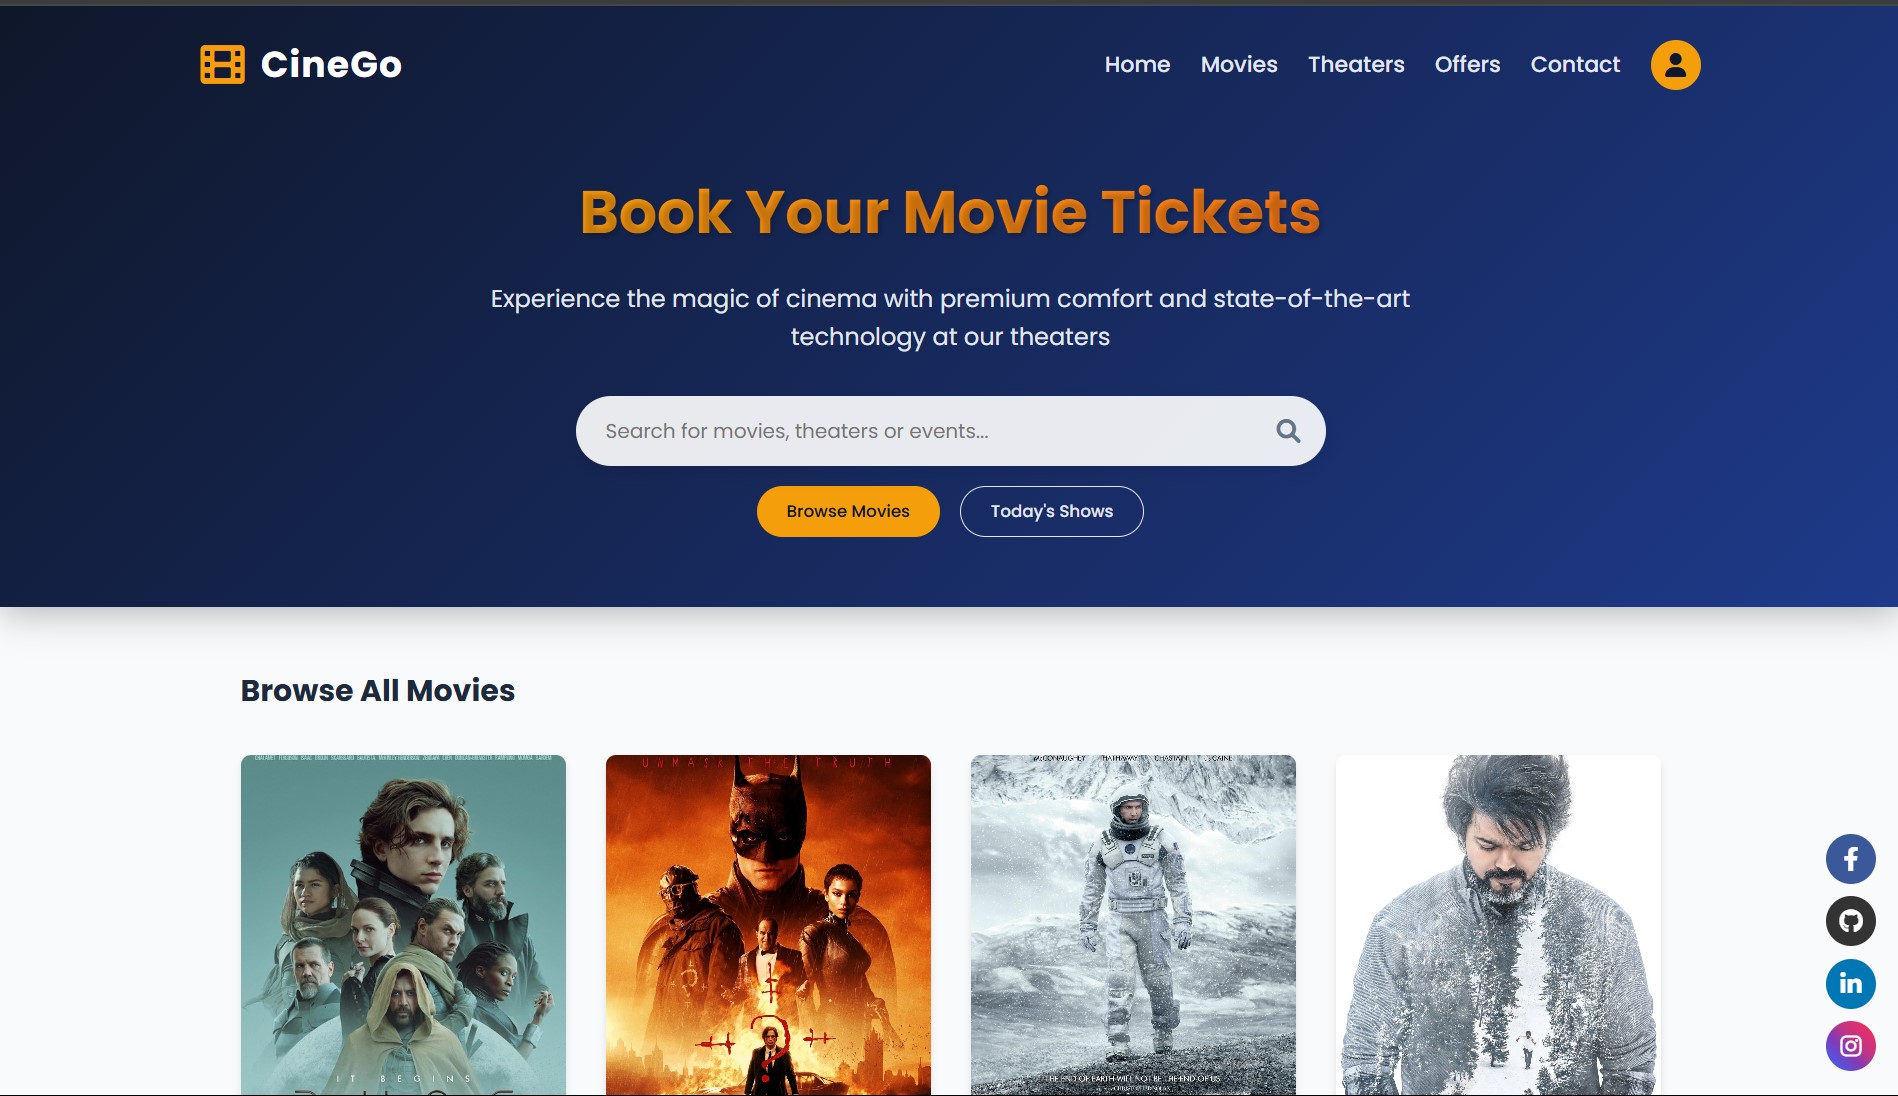 CineGo
Home Movies Theaters Offers Contact
Book Your Movie Tickets
Experience the magic of cinema with premium comfort and state-of-the-art
technology at our theaters
Search for movies, theaters or events...
Browse Movies Today's Shows
Browse All Movies
UNMASK THE TRUTH
McCONAUGHEY HATHAWAY CHASTAIN CAINE
IT BEGINS
THE END OF EARTH WILL NOT BE THE END OF US